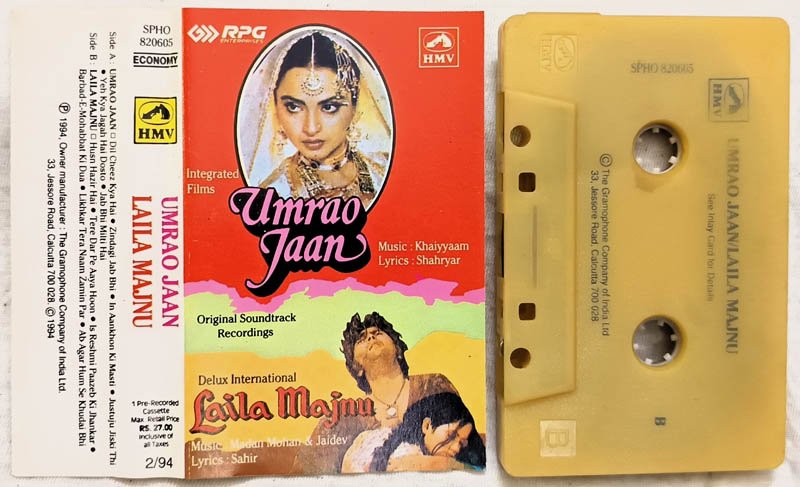 SPHO
820605
ECONOMY
HMV
UMRAO JAAN
LAILA MAJNU
1 Pre-Recorded
Cassette
Max. Retail Price
RS. 27.00
Inclusive of
all Taxes
2/94
Side A : UMRAO JAAN □ Dil Cheez Kya Hai • Zindagi Jab Bhi • In Aankhon Ki Masti • Justuju Jiski Thi
• Yeh Kya Jagah Hai Dosto • Jab Bhi Milti Hai
Side B : LAILA MAJNU □ Husn Hazir Hai • Tere Dar Pe Aaya Hoon • Is Reshmi Paazeb Ki Jhankar •
Barbad-E-Mohabbat Ki Dua • Likhkar Tera Naam Zamin Par • Ab Agar Hum Se Khudai Bhi
Ⓟ 1994, Owner manufacturer : The Gramophone Company of India Ltd.
33, Jessore Road, Calcutta 700 028. © 1994
RPG
ENTERPRISES
HMV
Integrated
Films
Umrao
Jaan
Music : Khaiyyaam
Lyrics : Shahryar
Original Soundtrack
Recordings
Delux International
Laila Majnu
Music : Madan Mohan & Jaidev
Lyrics : Sahir
HMV
SPHO 820605
UMRAO JAAN/LAILA MAJNU
See Inlay Card for Details
© The Gramophone Company of India Ltd.
33, Jessore Road, Calcutta 700 028.
B
B